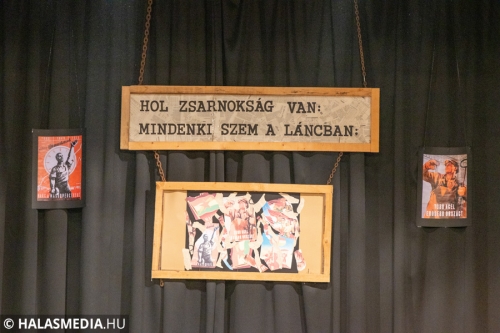 HOL ZSARNOKSÁG VAN:
MINDENKI SZEM A LÁNCBAN;
© HALASMEDIA.HU